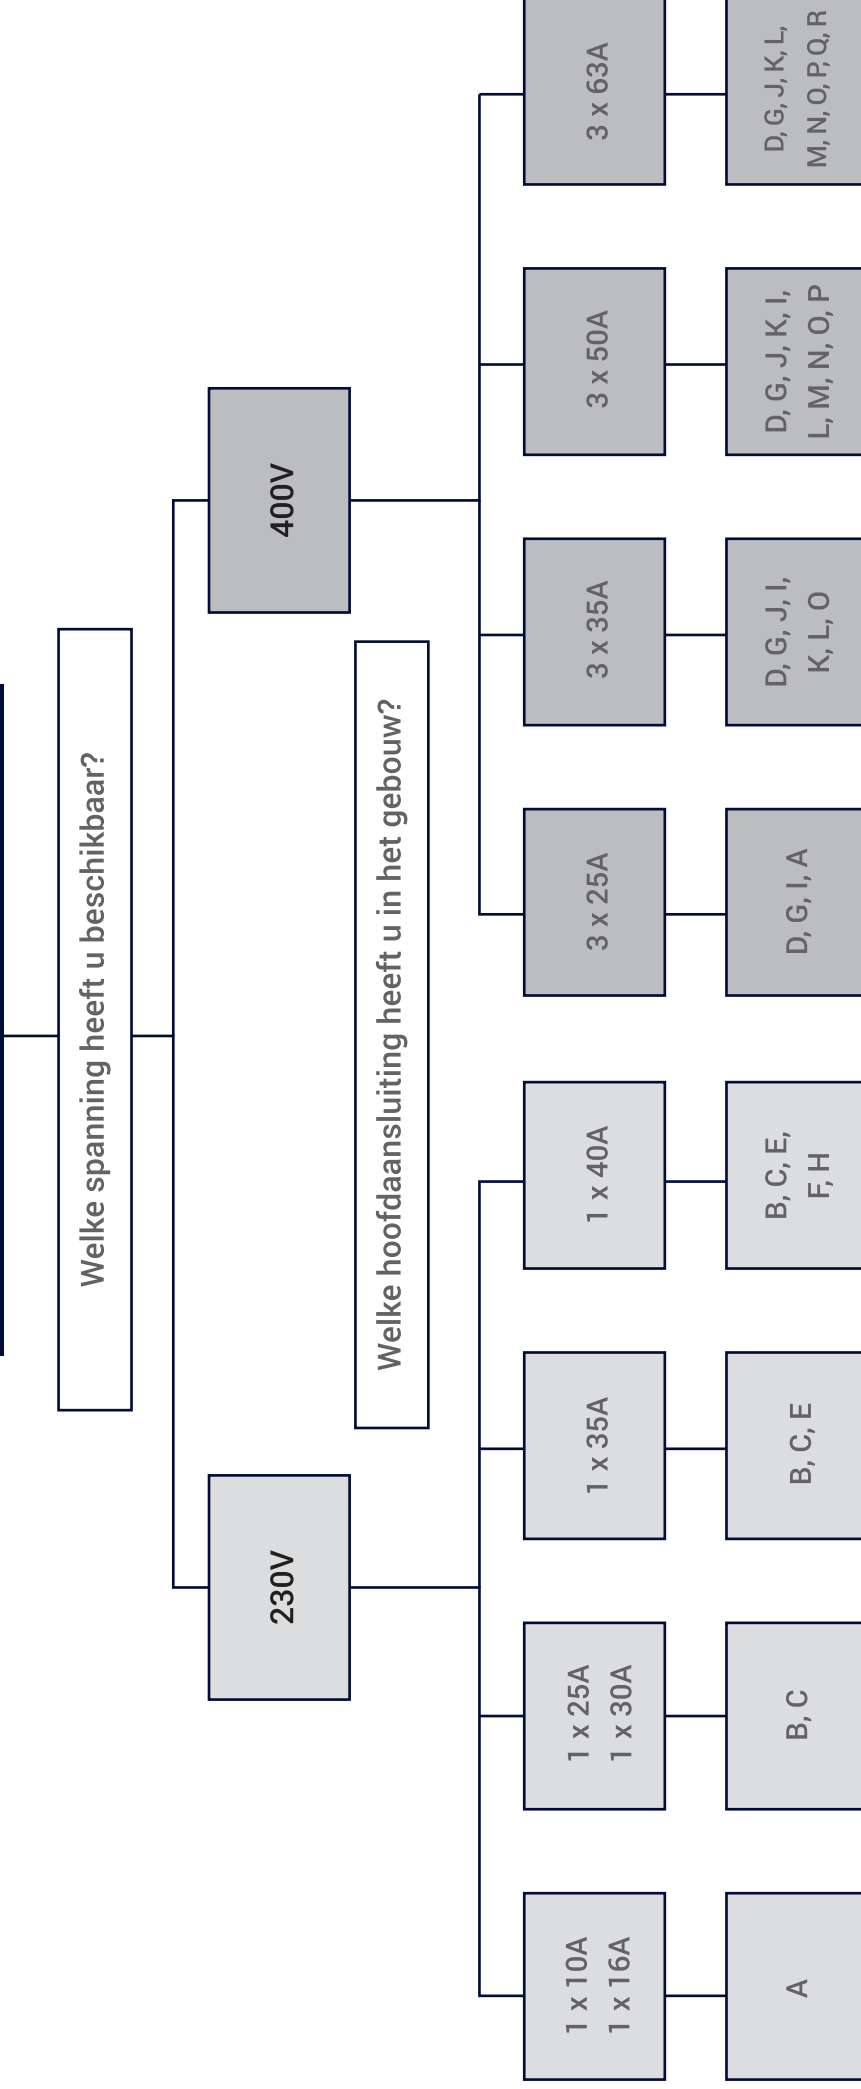 Welke spanning heeft u beschikbaar?
230V
400V
Welke hoofdaansluiting heeft u in het gebouw?
1 x 10A
1 x 16A
1 x 25A
1 x 30A
1 x 35A
1 x 40A
3 x 25A
3 x 35A
3 x 50A
3 x 63A
A
B, C
B, C, E
B, C, E,
F, H
D, G, I, A
D, G, J, I,
K, L, O
D, G, J, K, I,
L, M, N, O, P
D, G, J, K, L,
M, N, O, P, Q, R